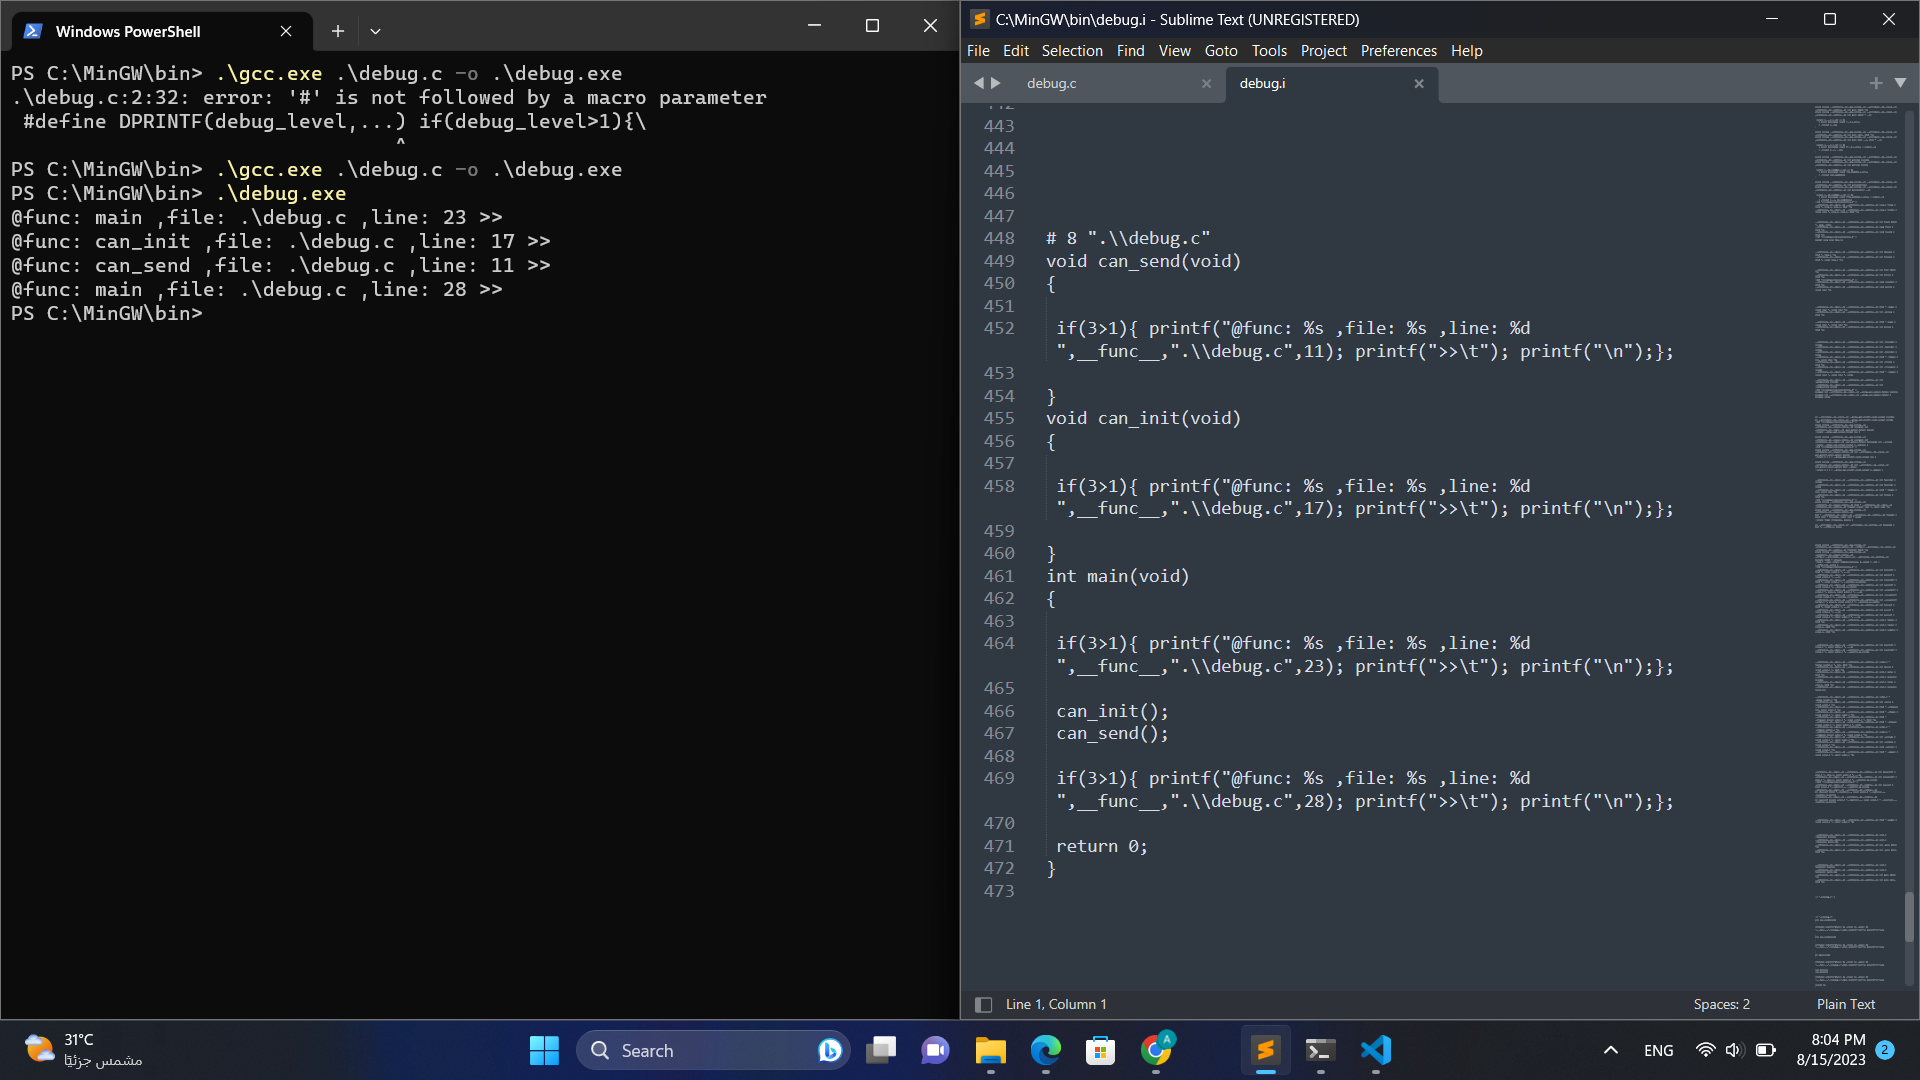 Windows PowerShell
PS C:\MinGW\bin> .\gcc.exe .\debug.c -o .\debug.exe
.\debug.c:2:32: error: '#' is not followed by a macro parameter
 #define DPRINTF(debug_level,...) if(debug_level>1){\
                                ^
PS C:\MinGW\bin> .\gcc.exe .\debug.c -o .\debug.exe
PS C:\MinGW\bin> .\debug.exe
@func: main ,file: .\debug.c ,line: 23 >>
@func: can_init ,file: .\debug.c ,line: 17 >>
@func: can_send ,file: .\debug.c ,line: 11 >>
@func: main ,file: .\debug.c ,line: 28 >>
PS C:\MinGW\bin>
C:\MinGW\bin\debug.i - Sublime Text (UNREGISTERED)
File Edit Selection Find View Goto Tools Project Preferences Help
debug.c debug.i
443
444
445
446
447
448 # 8 ".\\debug.c"
449 void can_send(void)
450 {
451
452 if(3>1){ printf("@func: %s ,file: %s ,line: %d
",__func__,".\\debug.c",11); printf(">>\t"); printf("\n");};
453
454 }
455 void can_init(void)
456 {
457
458 if(3>1){ printf("@func: %s ,file: %s ,line: %d
",__func__,".\\debug.c",17); printf(">>\t"); printf("\n");};
459
460 }
461 int main(void)
462 {
463
464 if(3>1){ printf("@func: %s ,file: %s ,line: %d
",__func__,".\\debug.c",23); printf(">>\t"); printf("\n");};
465
466 can_init();
467 can_send();
468
469 if(3>1){ printf("@func: %s ,file: %s ,line: %d
",__func__,".\\debug.c",28); printf(">>\t"); printf("\n");};
470
471 return 0;
472 }
473
Line 1, Column 1 Spaces: 2 Plain Text
31°C
مشمس جزئيًا
Search
A
ENG
8:04 PM
8/15/2023
2